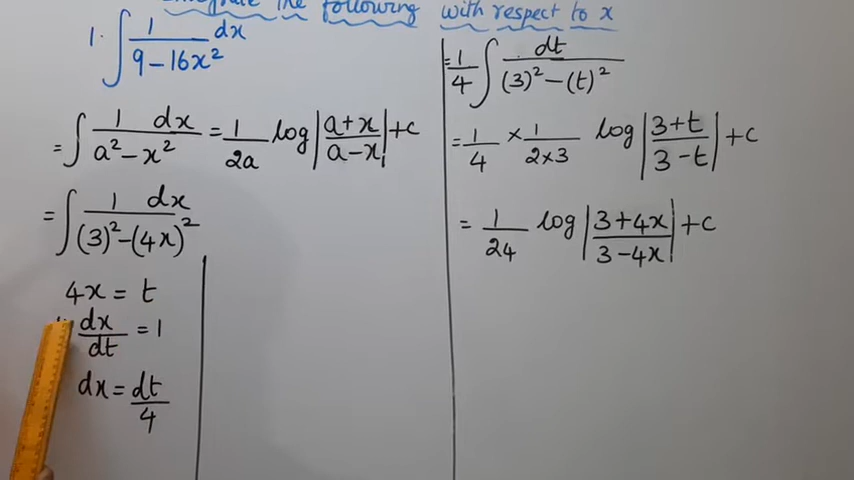 the following with respect to x
1. ∫ 1/(9-16x²) dx
= ∫ 1 dx/(a²-x²) = 1/(2a) log |(a+x)/(a-x)| + c
= ∫ 1 dx/((3)²-(4x)²)
4x = t
dx/dt = 1
dx = dt/4
= 1/4 ∫ dt/((3)²-(t)²)
= 1/4 × 1/(2×3) log |(3+t)/(3-t)| + c
= 1/24 log |(3+4x)/(3-4x)| + c